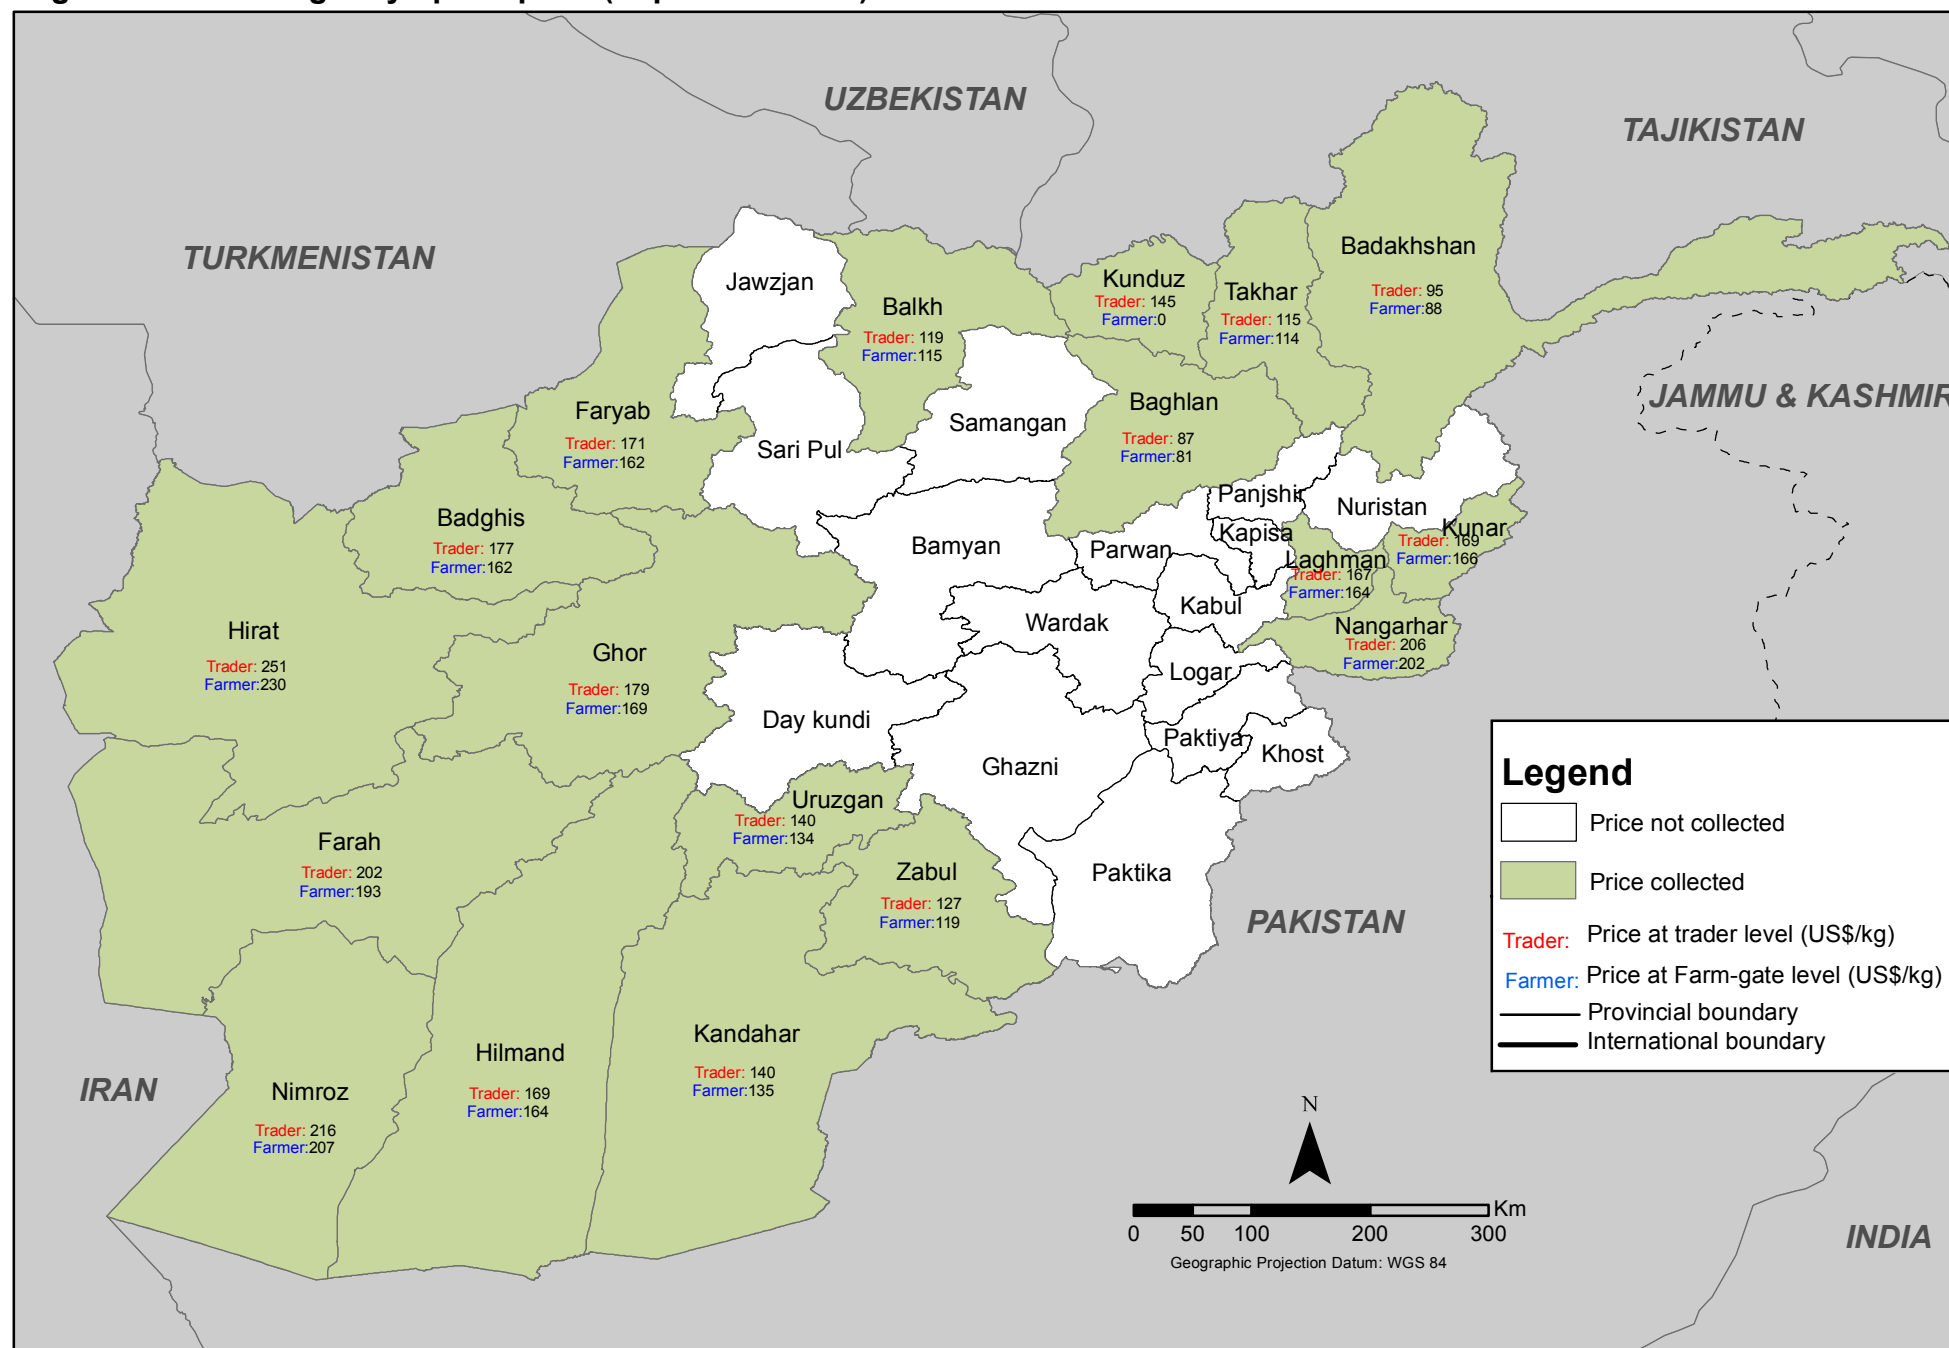 UZBEKISTAN
TAJIKISTAN
TURKMENISTAN
JAMMU & KASHMIR
PAKISTAN
IRAN
INDIA
Jawzjan
Balkh
Trader: 119
Farmer:115
Kunduz
Trader: 145
Farmer:0
Takhar
Trader: 115
Farmer:114
Badakhshan
Trader: 95
Farmer:88
Faryab
Trader: 171
Farmer:162
Sari Pul
Samangan
Baghlan
Trader: 87
Farmer:81
Badghis
Trader: 177
Farmer:162
Bamyan
Panjshir
Nuristan
Kunar
Trader: 169
Farmer:166
Kapisa
Parwan
Laghman
Trader: 167
Farmer:164
Kabul
Nangarhar
Trader: 206
Farmer:202
Hirat
Trader: 251
Farmer:230
Ghor
Trader: 179
Farmer:169
Wardak
Logar
Day kundi
Ghazni
Paktiya
Khost
Uruzgan
Trader: 140
Farmer:134
Farah
Trader: 202
Farmer:193
Zabul
Trader: 127
Farmer:119
Paktika
Kandahar
Trader: 140
Farmer:135
Hilmand
Trader: 169
Farmer:164
Nimroz
Trader: 216
Farmer:207
Legend
Price not collected
Price collected
Trader: Price at trader level (US$/kg)
Farmer: Price at Farm-gate level (US$/kg)
Provincial boundary
International boundary
N
Km
0 50 100 200 300
Geographic Projection Datum: WGS 84